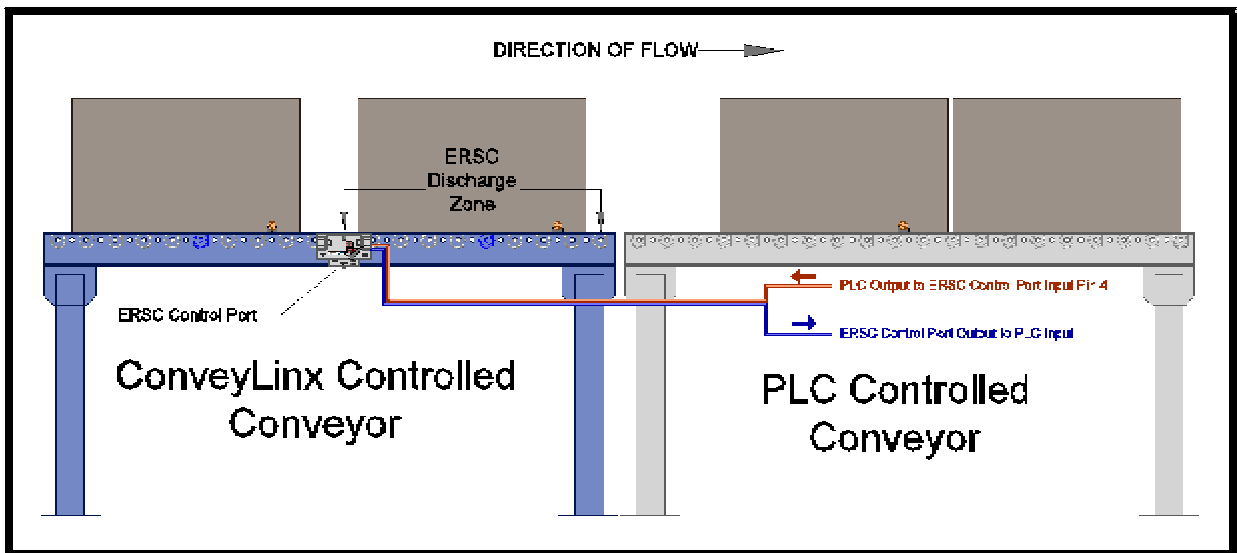 DIRECTION OF FLOW
ERSC
Discharge
Zone
PLC Output to ERSC Control Port Input Pin 4
ERSC Control Port
ERSC Control Port Output to PLC Input
ConveyLinx Controlled
Conveyor
PLC Controlled
Conveyor